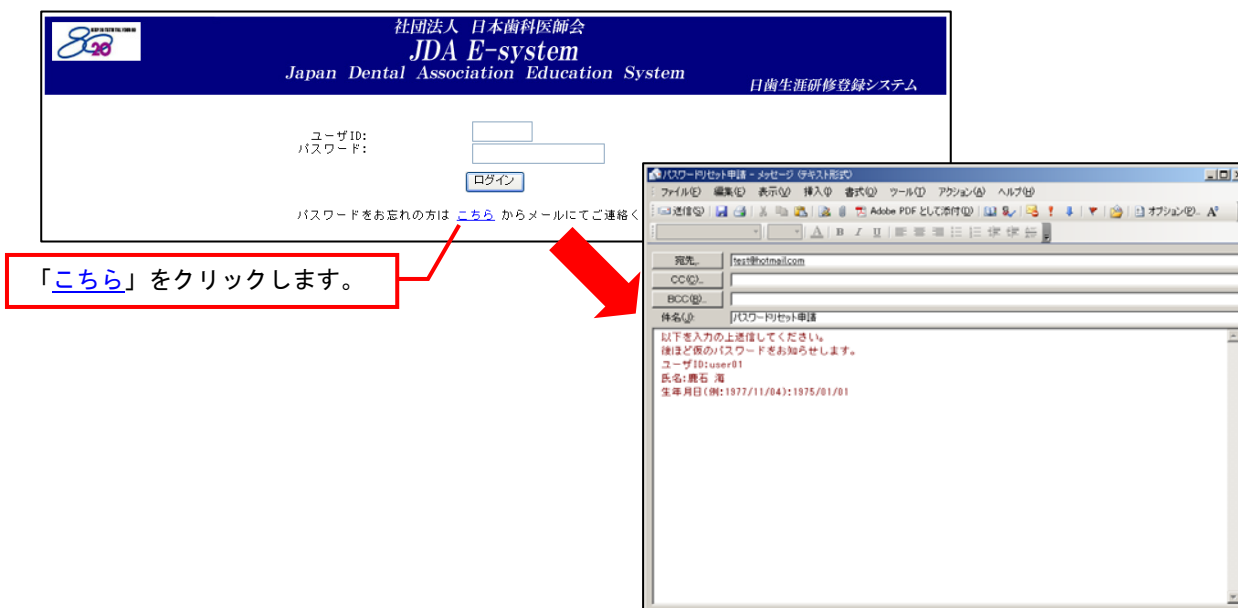 8020
社団法人 日本歯科医師会
JDA E-system
Japan Dental Association Education System
日歯生涯研修登録システム
ユーザID:
パスワード:
ログイン
パスワードをお忘れの方は こちら からメールにてご連絡く
「こちら」をクリックします。
パスワードリセット申請 - メッセージ (テキスト形式)
ファイル(F) 編集(E) 表示(V) 挿入(I) 書式(O) ツール(T) アクション(A) ヘルプ(H)
送信(S) Adobe PDF として添付(D) オプション(P)...
A B I U
宛先...
test@hotmail.com
CC(C)...
BCC(B)...
件名(J):
パスワードリセット申請
以下を入力の上送信してください。
後ほど仮のパスワードをお知らせします。
ユーザID:user01
氏名:鹿石 海
生年月日(例:1977/11/04):1975/01/01